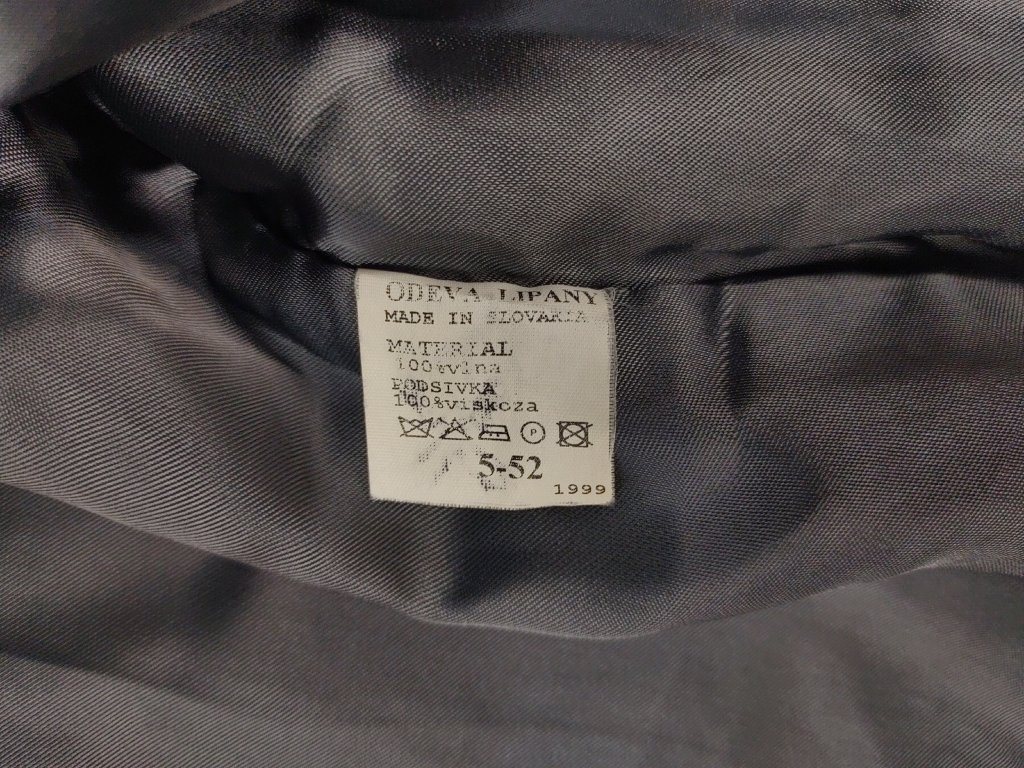 ODEVA LIPANY
MADE IN SLOVAKIA
MATERIAL
100%vlna
PODSIVKA
100%viskoza
P
5-52
1999